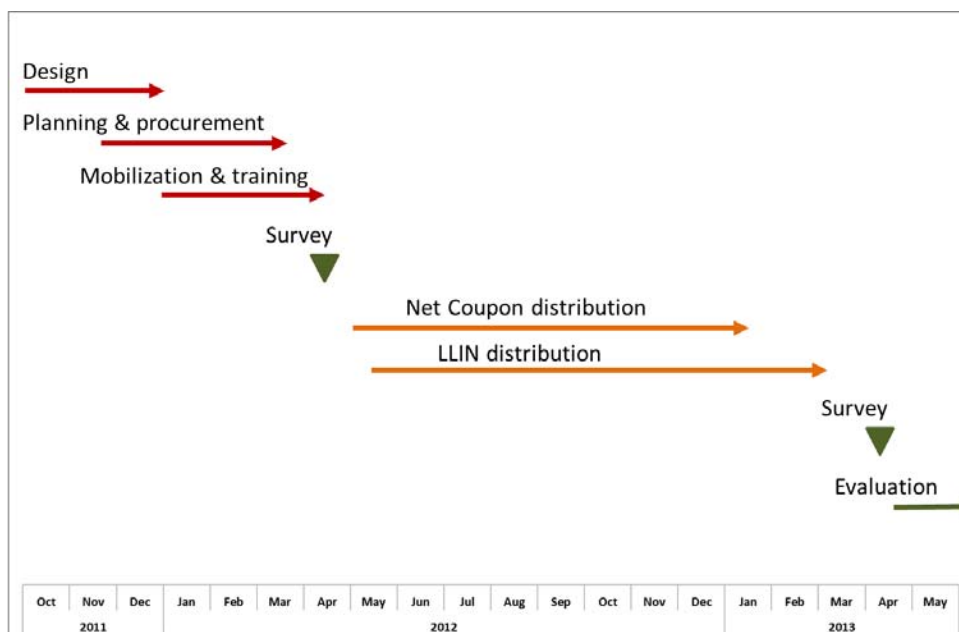 Design
Planning & procurement
Mobilization & training
Survey
Net Coupon distribution
LLIN distribution
Survey
Evaluation
Oct Nov Dec Jan Feb Mar Apr May Jun Jul Aug Sep Oct Nov Dec Jan Feb Mar Apr May
2011 2012 2013